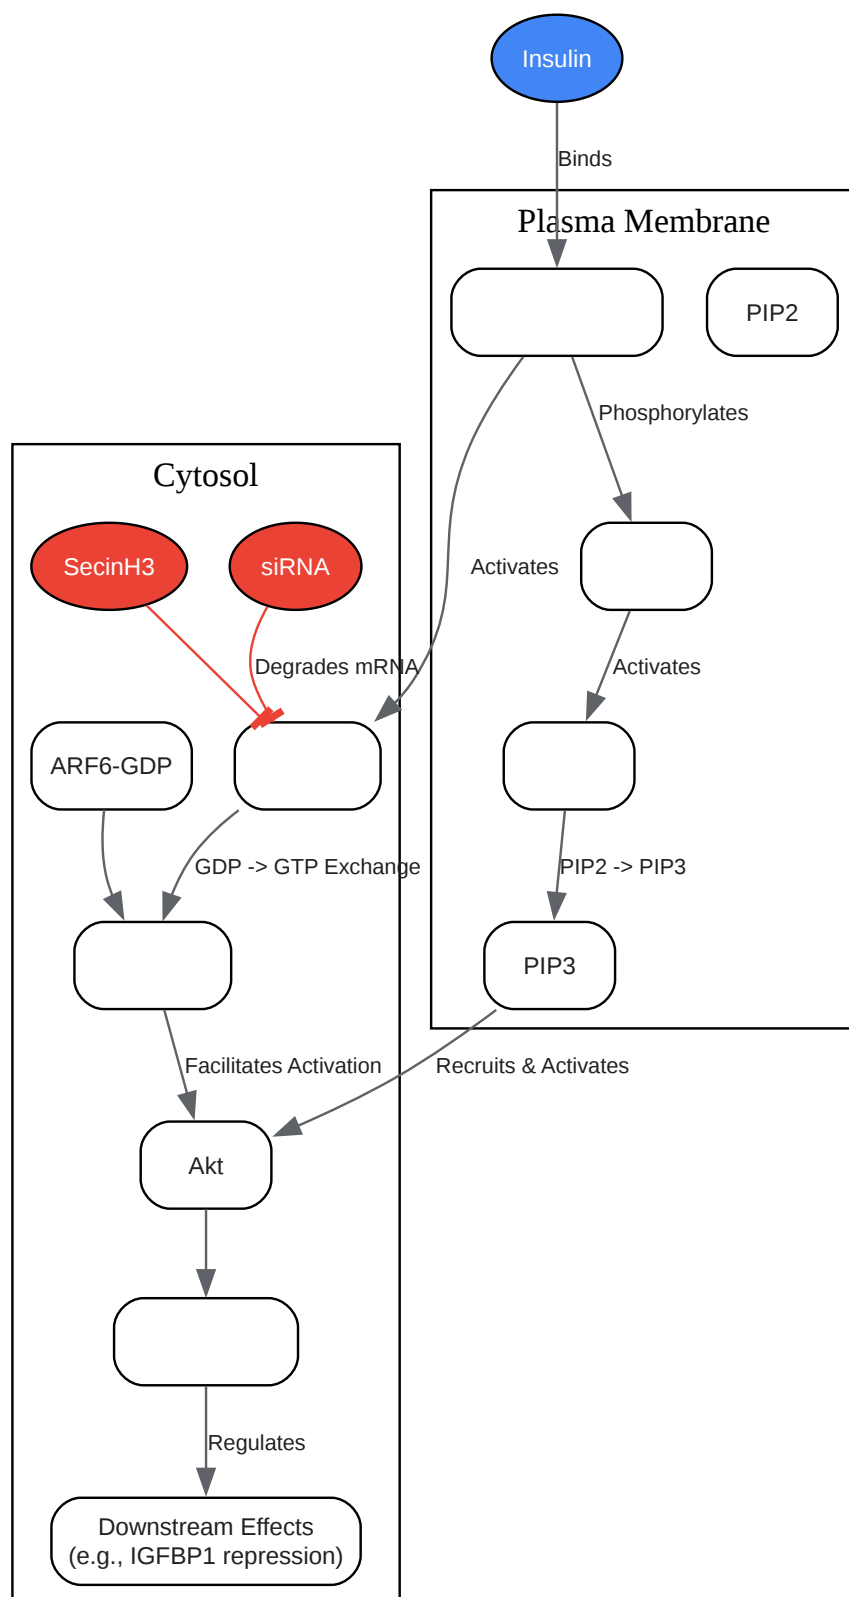 Insulin
Binds
Plasma Membrane
PIP2
Phosphorylates
Cytosol
SecinH3
siRNA
Activates
Degrades mRNA
Activates
ARF6-GDP
GDP -> GTP Exchange
PIP2 -> PIP3
PIP3
Facilitates Activation
Recruits & Activates
Akt
Regulates
Downstream Effects
(e.g., IGFBP1 repression)